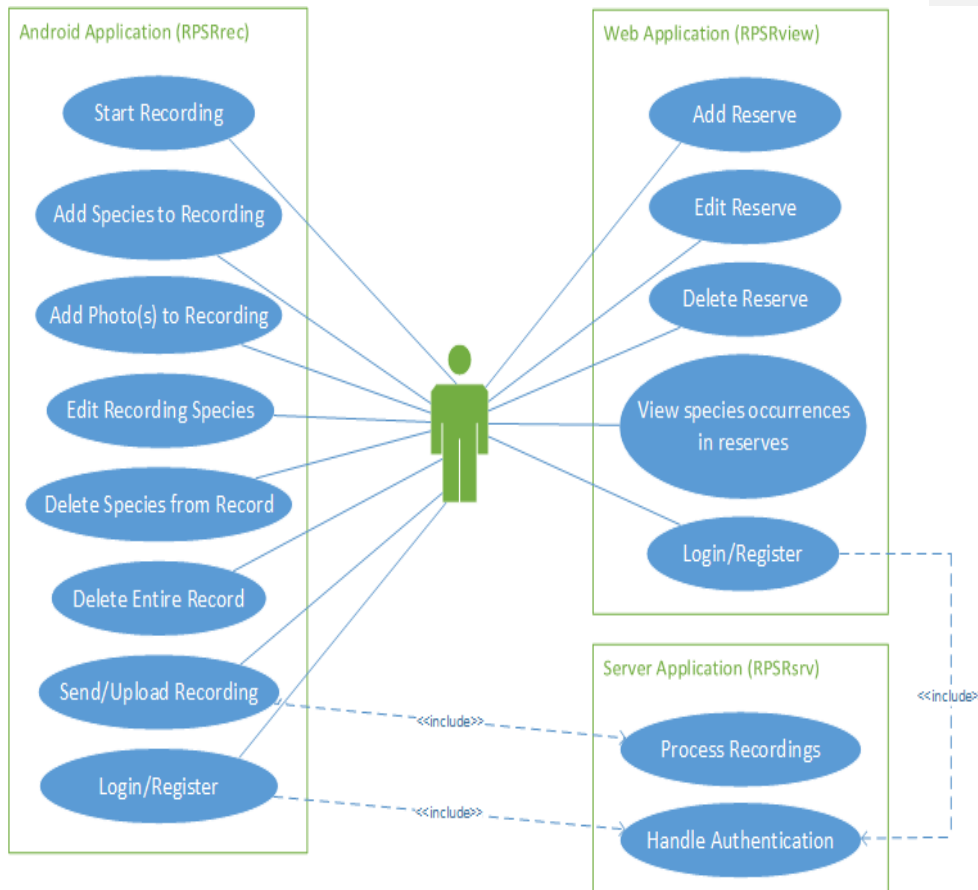 Android Application (RPSRrec)
Start Recording
Add Species to Recording
Add Photo(s) to Recording
Edit Recording Species
Delete Species from Record
Delete Entire Record
Send/Upload Recording
Login/Register
Web Application (RPSRview)
Add Reserve
Edit Reserve
Delete Reserve
View species occurrences
in reserves
Login/Register
<<include>
Server Application (RPSRsrv)
<<include>>
Process Recordings
<<include>>
Handle Authentication